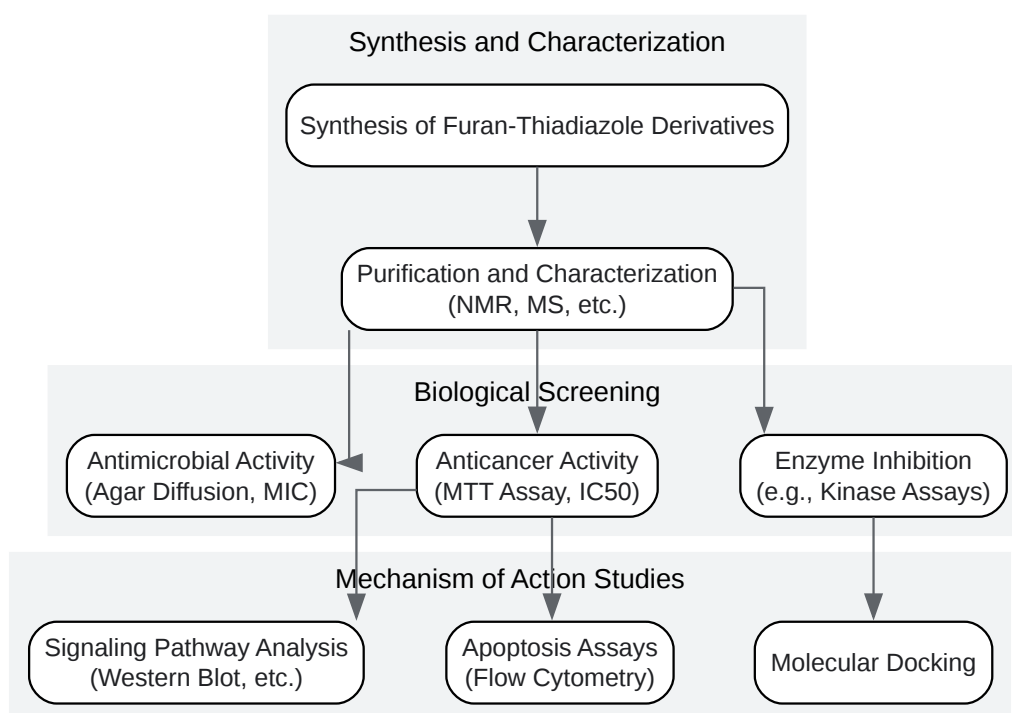 Synthesis and Characterization
Synthesis of Furan-Thiadiazole Derivatives
Purification and Characterization
(NMR, MS, etc.)
Biological Screening
Antimicrobial Activity
(Agar Diffusion, MIC)
Anticancer Activity
(MTT Assay, IC50)
Enzyme Inhibition
(e.g., Kinase Assays)
Mechanism of Action Studies
Signaling Pathway Analysis
(Western Blot, etc.)
Apoptosis Assays
(Flow Cytometry)
Molecular Docking